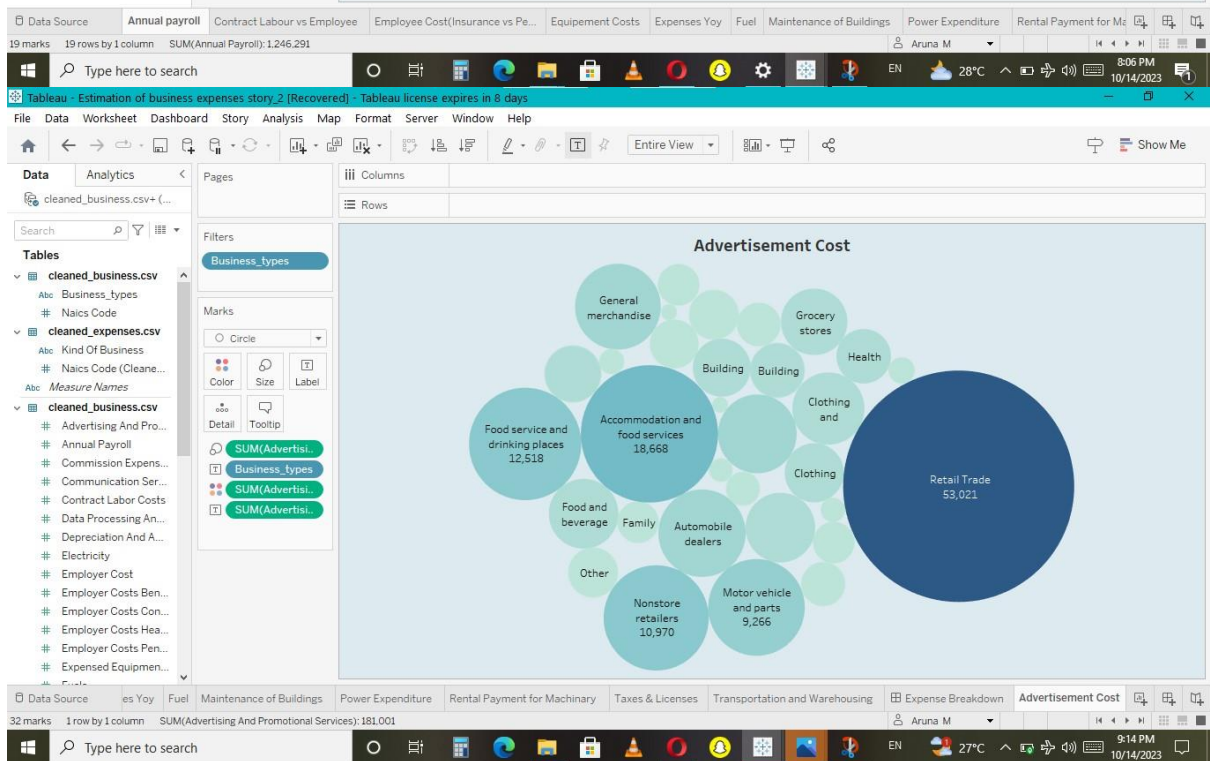 Data Source Annual payroll Contract Labour vs Employee Employee Cost(Insurance vs Pe... Equipement Costs Expenses Yoy Fuel Maintenance of Buildings Power Expenditure Rental Payment for Ma
19 marks 19 rows by 1 column SUM(Annual Payroll): 1,246,291 Aruna M
Type here to search EN 28°C 8:06 PM
10/14/2023
Tableau - Estimation of business expenses story_2 [Recovered] - Tableau license expires in 8 days
File Data Worksheet Dashboard Story Analysis Map Format Server Window Help
Entire View Show Me
Data Analytics
cleaned_business.csv+ (...
Search
Tables
cleaned_business.csv
Abc Business_types
# Naics Code
cleaned_expenses.csv
Abc Kind Of Business
# Naics Code (Cleane...
Abc Measure Names
cleaned_business.csv
# Advertising And Pro...
# Annual Payroll
# Commission Expens...
# Communication Ser...
# Contract Labor Costs
# Data Processing An...
# Depreciation And A...
# Electricity
# Employer Cost
# Employer Costs Ben...
# Employer Costs Con...
# Employer Costs Hea...
# Employer Costs Pen...
# Expensed Equipmen...
Pages
Filters
Business_types
Marks
Circle
Color Size Label
Detail Tooltip
SUM(Advertisi..
Business_types
SUM(Advertisi..
SUM(Advertisi..
Columns
Rows
Advertisement Cost
General
merchandise
Grocery
stores
Health
Building
Building
Clothing
and
Accommodation and
food services
18,668
Food service and
drinking places
12,518
Clothing
Retail Trade
53,021
Food and
beverage
Family
Automobile
dealers
Other
Nonstore
retailers
10,970
Motor vehicle
and parts
9,266
Data Source es Yoy Fuel Maintenance of Buildings Power Expenditure Rental Payment for Machinary Taxes & Licenses Transportation and Warehousing Expense Breakdown Advertisement Cost
32 marks 1 row by 1 column SUM(Advertising And Promotional Services): 181,001 Aruna M
Type here to search EN 27°C 9:14 PM
10/14/2023